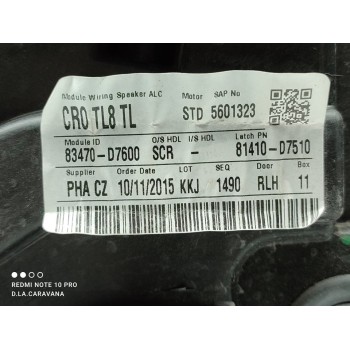 Module Wiring Speaker ALC Motor SAP No
CRO TL8 TL STD 5601323
Module ID O/S HDL I/S HDL Latch PN
83470-D7600 SCR - 81410-D7510
Supplier Order Date LOT SEQ Door Box
PHA CZ 10/11/2015 KKJ 1490 RLH 11
REDMI NOTE 10 PRO
D.LA.CARAVANA